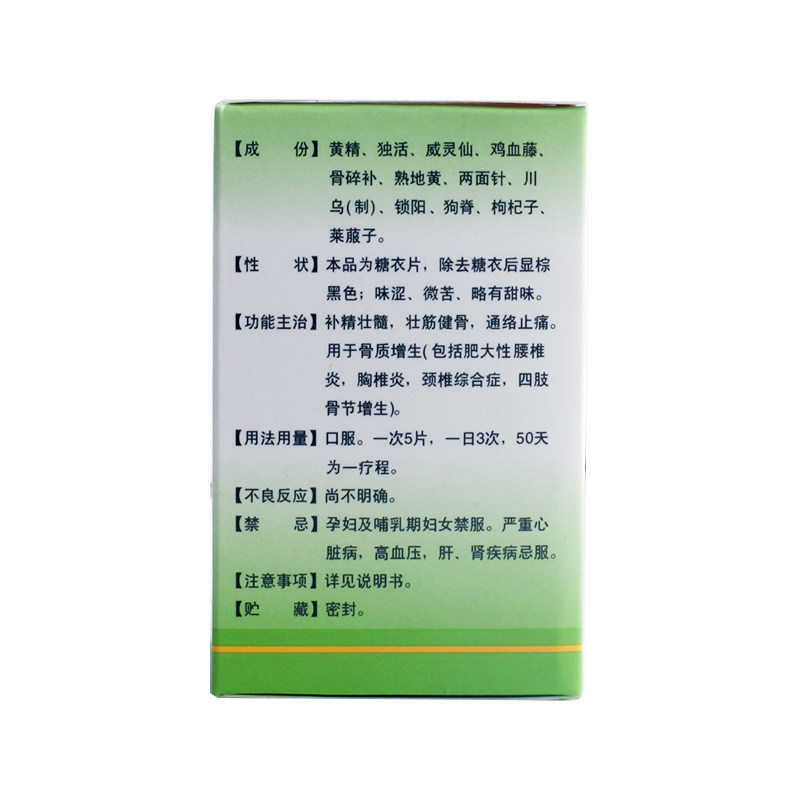 【成　份】黄精、独活、威灵仙、鸡血藤、
骨碎补、熟地黄、两面针、川
乌(制)、锁阳、狗脊、枸杞子、
莱菔子。
【性　状】本品为糖衣片，除去糖衣后显棕
黑色；味涩、微苦、略有甜味。
【功能主治】补精壮髓，壮筋健骨，通络止痛。
用于骨质增生(包括肥大性腰椎
炎，胸椎炎，颈椎综合症，四肢
骨节增生)。
【用法用量】口服。一次5片，一日3次，50天
为一疗程。
【不良反应】尚不明确。
【禁　忌】孕妇及哺乳期妇女禁服。严重心
脏病，高血压，肝、肾疾病忌服。
【注意事项】详见说明书。
【贮　藏】密封。